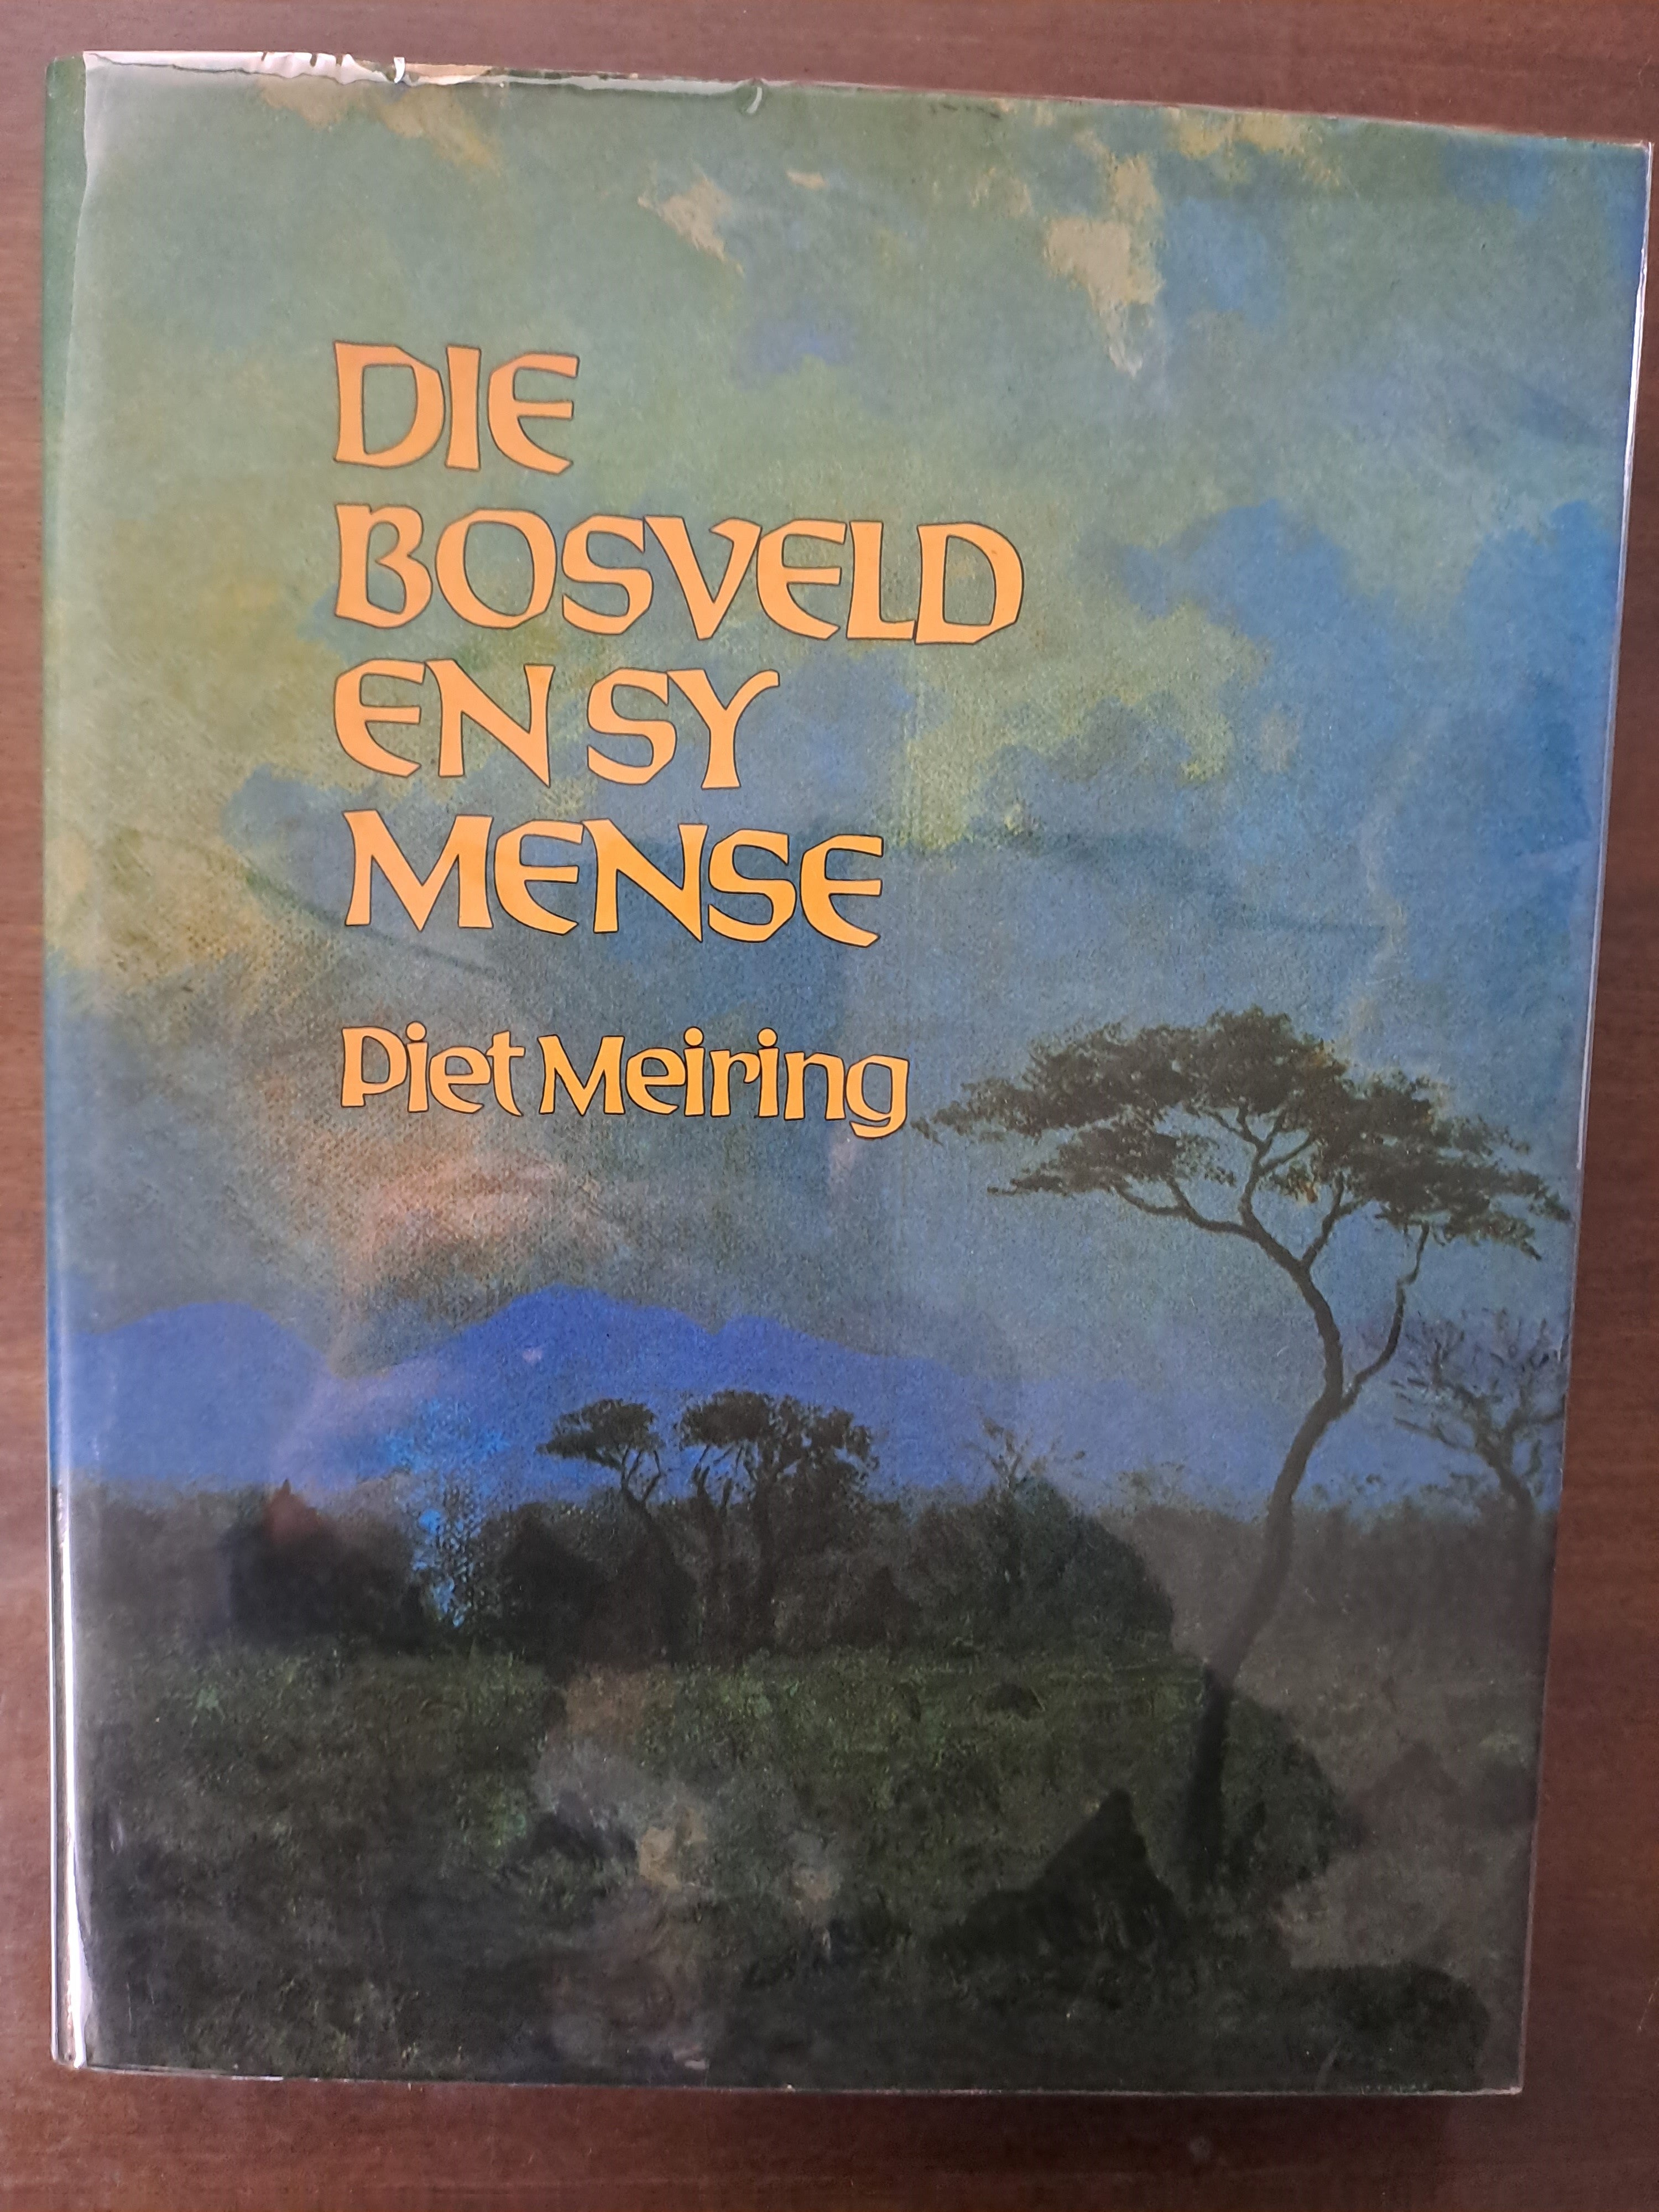 DIE
BOSVELD
EN SY
MENSE
Piet Meiring